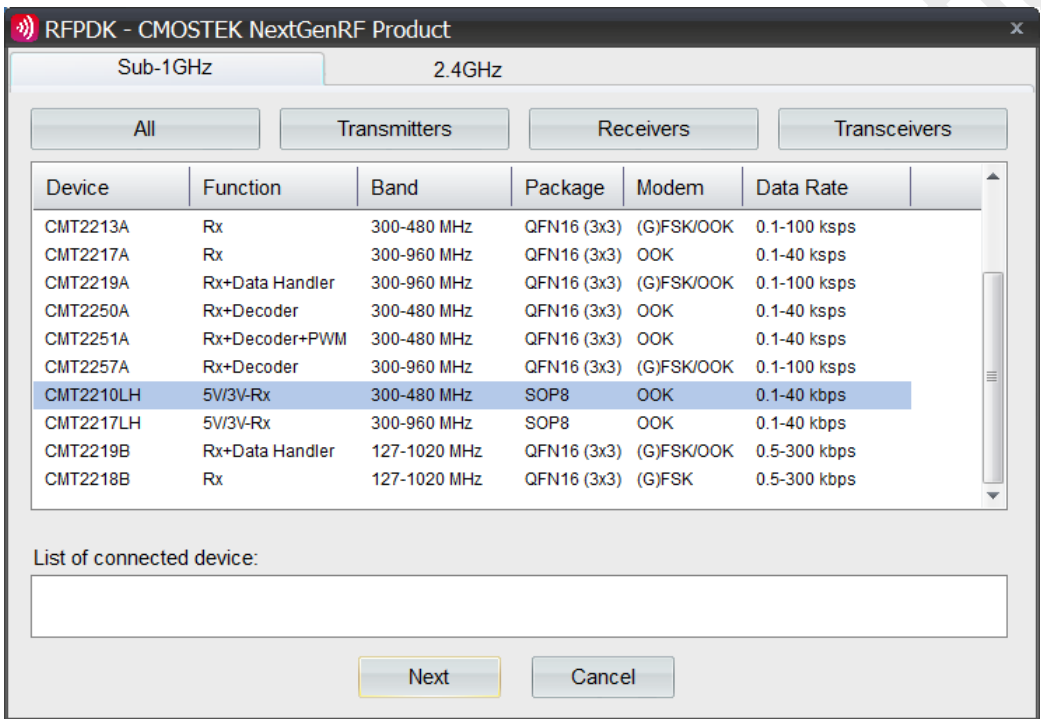 RFPDK - CMOSTEK NextGenRF Product x
Sub-1GHz 2.4GHz
All Transmitters Receivers Transceivers
Device Function Band Package Modem Data Rate
CMT2213A Rx 300-480 MHz QFN16 (3x3) (G)FSK/OOK 0.1-100 ksps
CMT2217A Rx 300-960 MHz QFN16 (3x3) OOK 0.1-40 ksps
CMT2219A Rx+Data Handler 300-960 MHz QFN16 (3x3) (G)FSK/OOK 0.1-100 ksps
CMT2250A Rx+Decoder 300-480 MHz QFN16 (3x3) OOK 0.1-40 ksps
CMT2251A Rx+Decoder+PWM 300-480 MHz QFN16 (3x3) OOK 0.1-40 ksps
CMT2257A Rx+Decoder 300-960 MHz QFN16 (3x3) (G)FSK/OOK 0.1-100 ksps
CMT2210LH 5V/3V-Rx 300-480 MHz SOP8 OOK 0.1-40 kbps
CMT2217LH 5V/3V-Rx 300-960 MHz SOP8 OOK 0.1-40 kbps
CMT2219B Rx+Data Handler 127-1020 MHz QFN16 (3x3) (G)FSK/OOK 0.5-300 kbps
CMT2218B Rx 127-1020 MHz QFN16 (3x3) (G)FSK 0.5-300 kbps
List of connected device:
Next Cancel